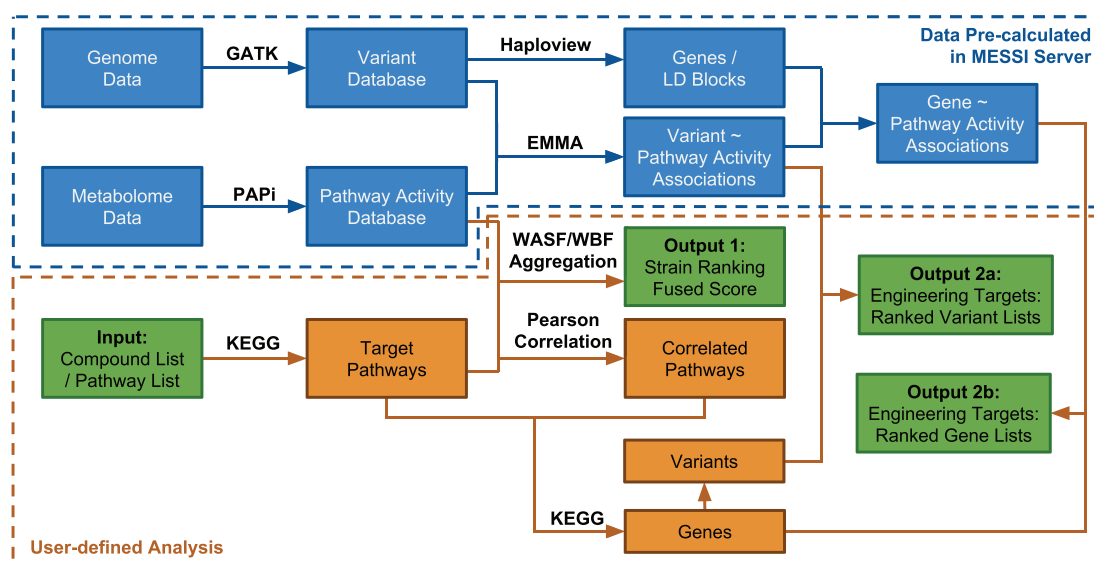 Data Pre-calculated
in MESSI Server
Genome
Data
GATK
Variant
Database
Haploview
Genes /
LD Blocks
Gene ~
Pathway Activity
Associations
EMMA
Variant ~
Pathway Activity
Associations
Metabolome
Data
PAPi
Pathway Activity
Database
WASF/WBF
Aggregation
Output 1:
Strain Ranking
Fused Score
Output 2a:
Engineering Targets:
Ranked Variant Lists
Input:
Compound List
/ Pathway List
KEGG
Target
Pathways
Pearson
Correlation
Correlated
Pathways
Output 2b:
Engineering Targets:
Ranked Gene Lists
Variants
KEGG
Genes
User-defined Analysis